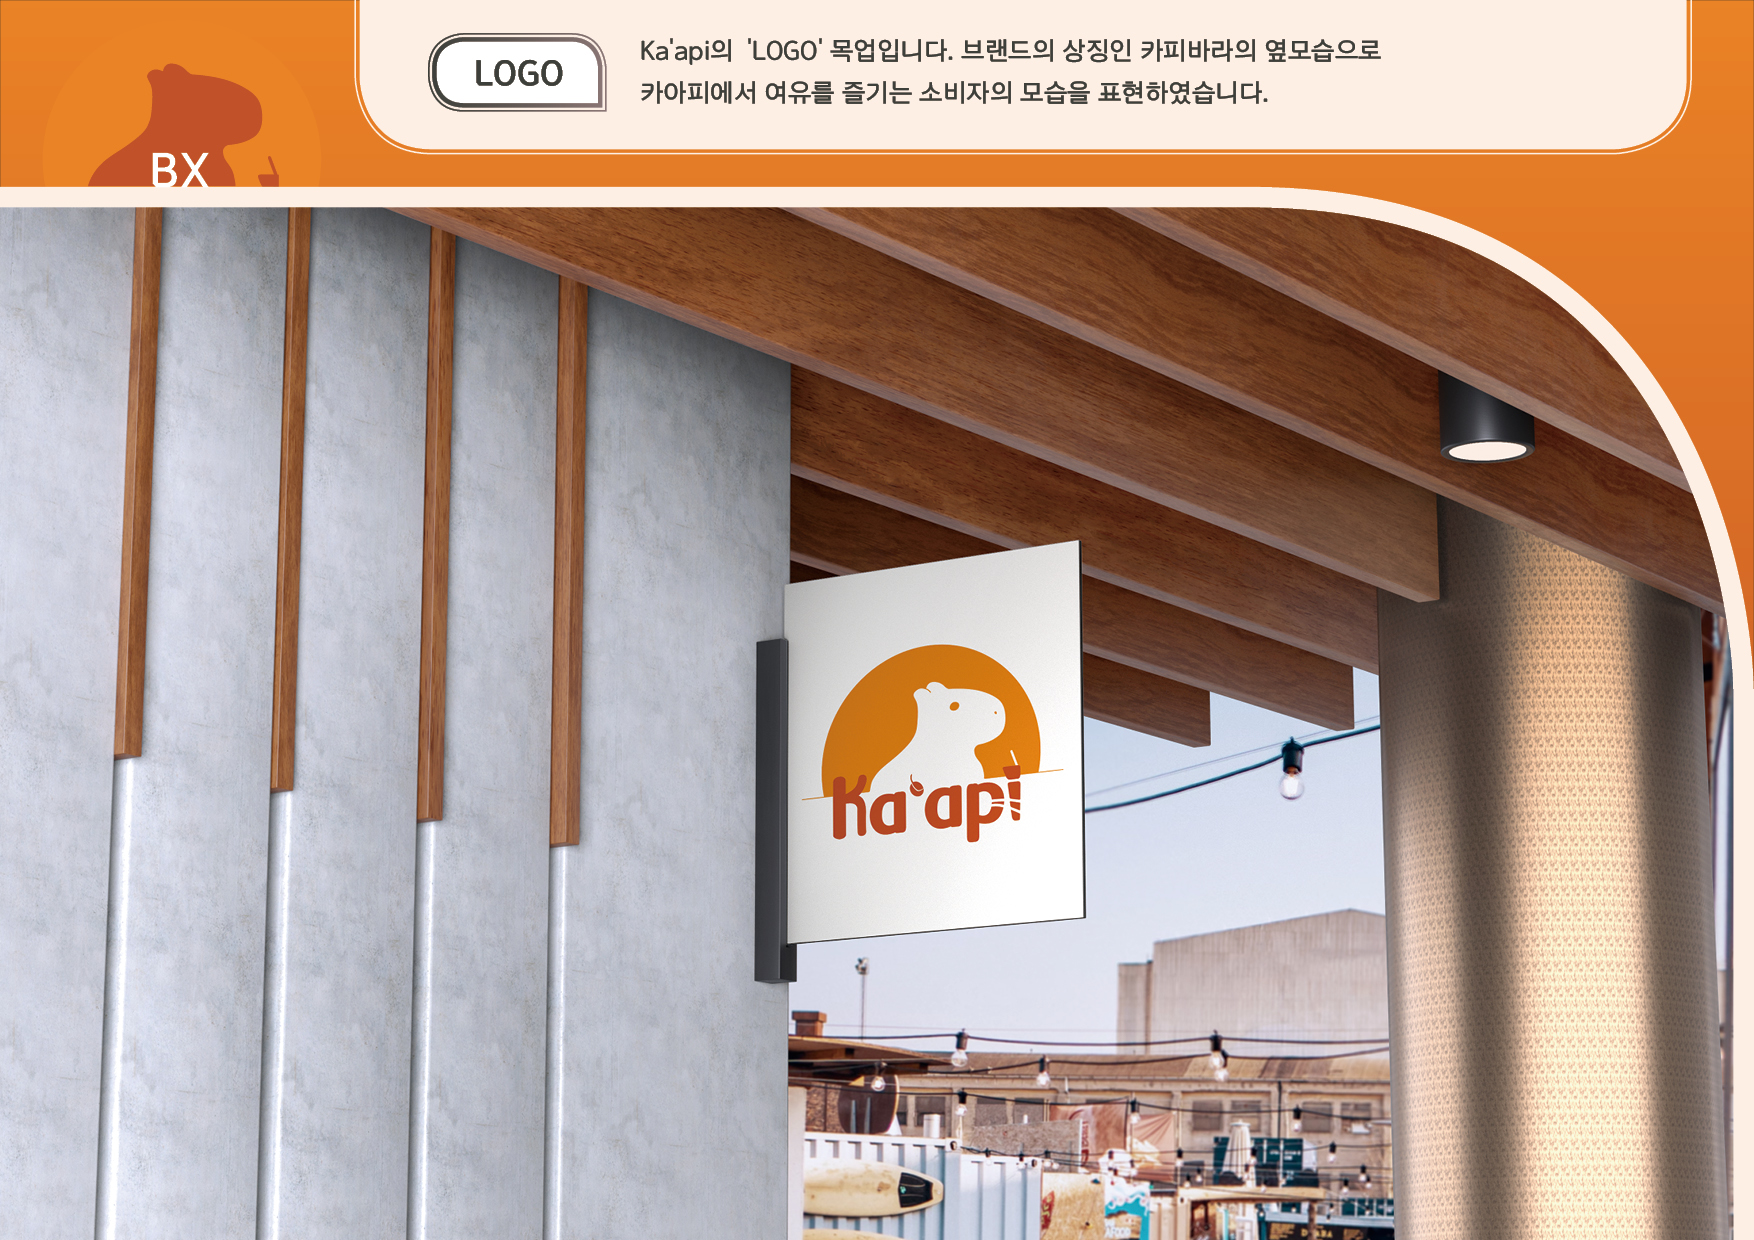 LOGO
Ka'api의 'LOGO' 목업입니다. 브랜드의 상징인 카피바라의 옆모습으로
카아피에서 여유를 즐기는 소비자의 모습을 표현하였습니다.
BX
Ka'api